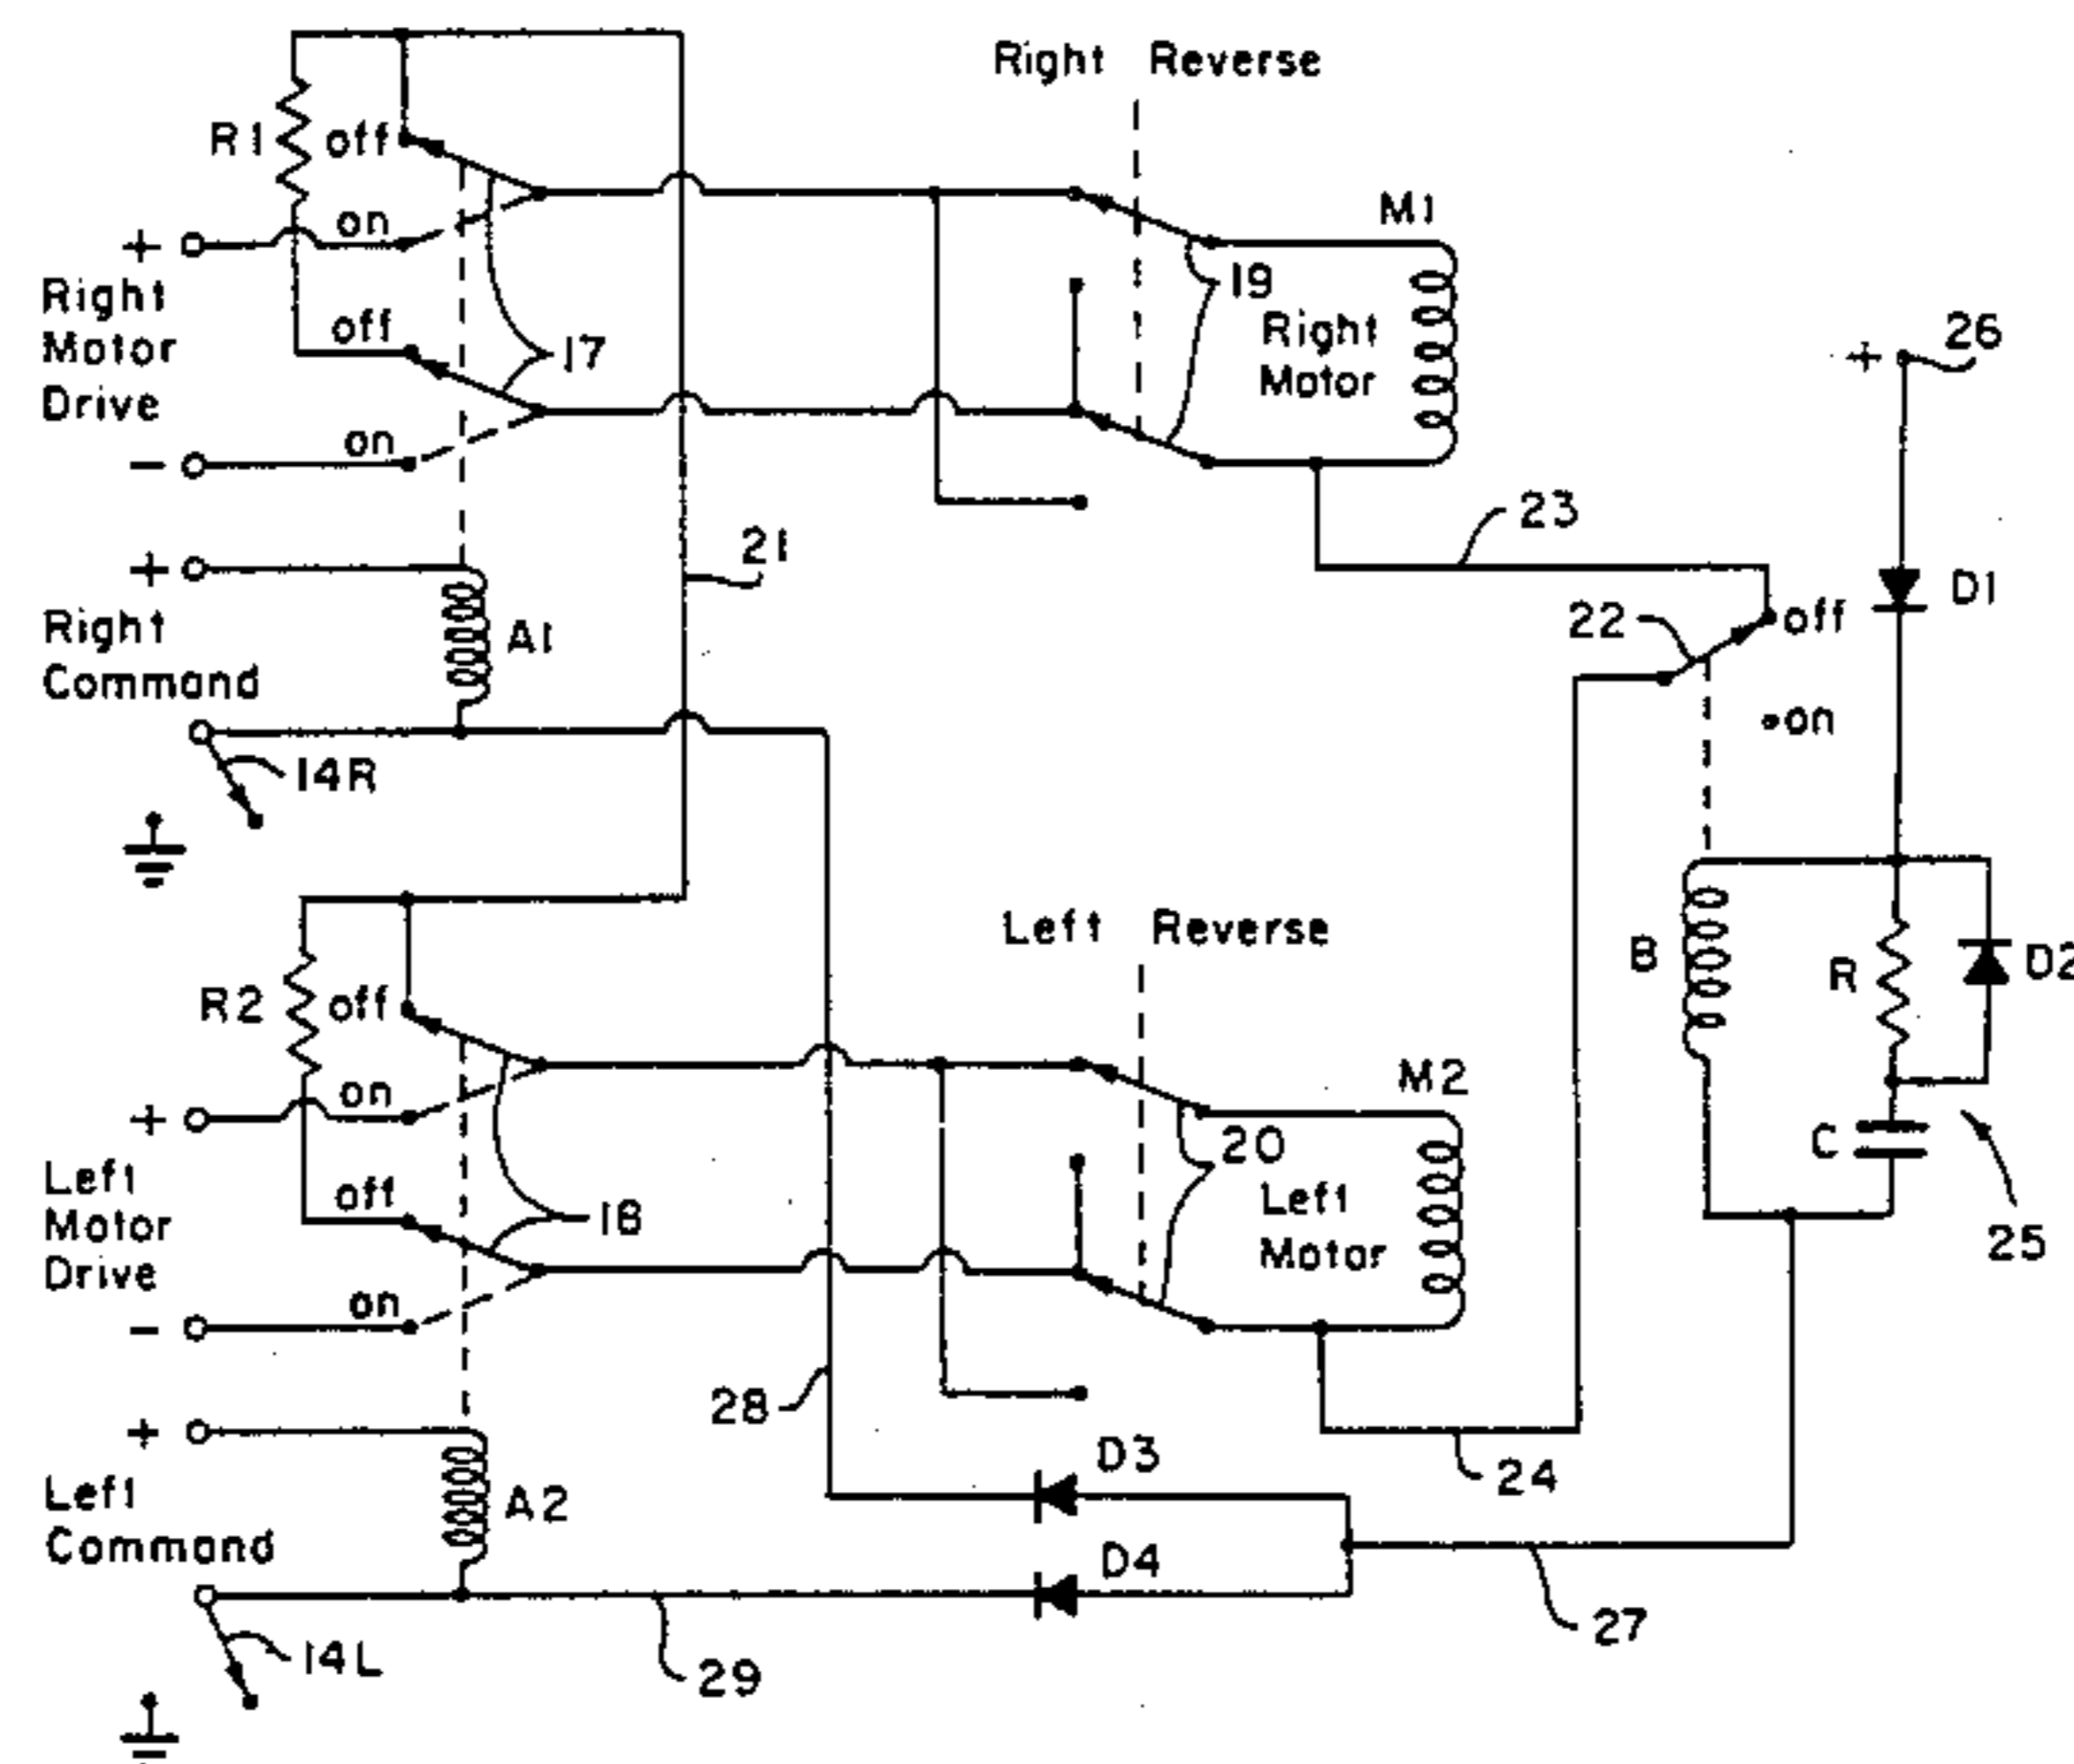 Right Reverse
R1
off
on
+
Right
Motor
Drive
off
on
-
17
M1
19
Right
Motor
+ 26
23
D1
+
Right
Command
A1
21
22
off
on
14R
Left Reverse
R2
off
on
+
Left
Motor
Drive
off
on
-
18
M2
20
Left
Motor
B
R
D2
C
25
+
Left
Command
A2
28
D3
24
D4
27
14L
29